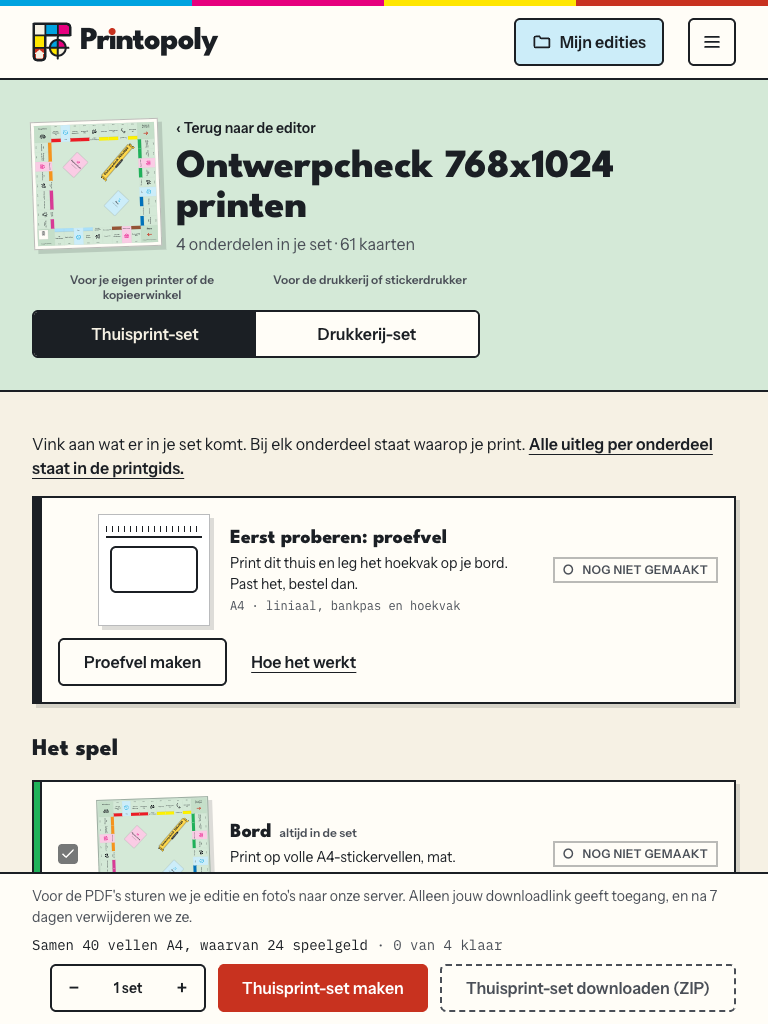 Printopoly
Mijn edities
‹ Terug naar de editor
Ontwerpcheck 768x1024
printen
4 onderdelen in je set · 61 kaarten
Voor je eigen printer of de
kopieerwinkel
Voor de drukkerij of stickerdrukker
Thuisprint-set
Drukkerij-set
Vink aan wat er in je set komt. Bij elk onderdeel staat waarop je print. Alle uitleg per onderdeel
staat in de printgids.
Eerst proberen: proefvel
Print dit thuis en leg het hoekvak op je bord.
Past het, bestel dan.
A4 · liniaal, bankpas en hoekvak
NOG NIET GEMAAKT
Proefvel maken
Hoe het werkt
Het spel
Bord altijd in de set
Print op volle A4-stickervellen, mat.
NOG NIET GEMAAKT
Voor de PDF's sturen we je editie en foto's naar onze server. Alleen jouw downloadlink geeft toegang, en na 7
dagen verwijderen we ze.
Samen 40 vellen A4, waarvan 24 speelgeld · 0 van 4 klaar
− 1 set +
Thuisprint-set maken
Thuisprint-set downloaden (ZIP)